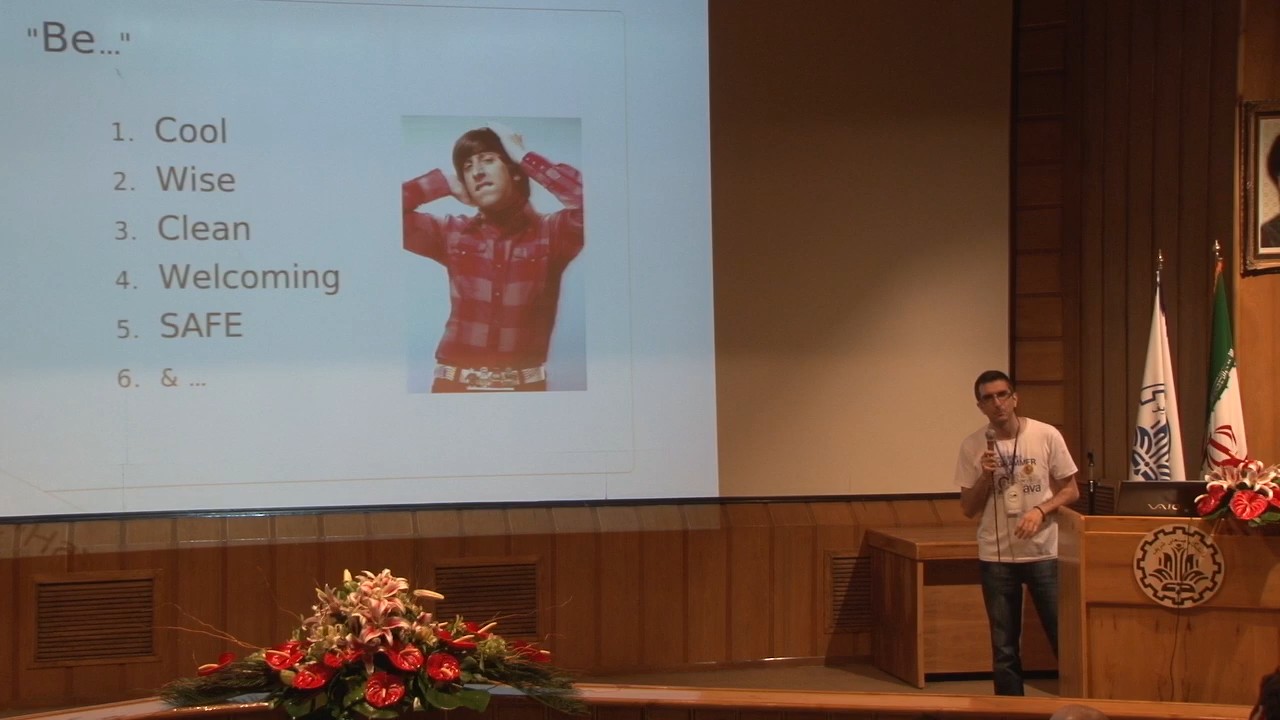 "Be..."
1. Cool
2. Wise
3. Clean
4. Welcoming
5. SAFE
6. & ...
VAIO